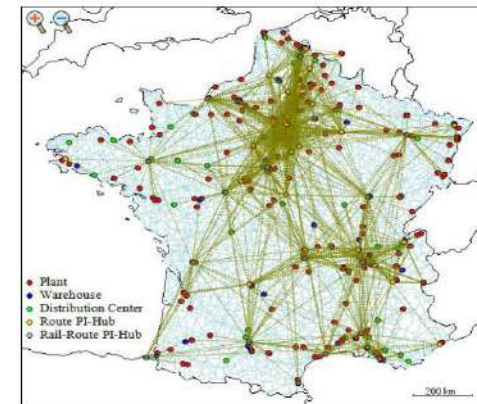 Plant
Warehouse
Distribution Center
Route PI-Hub
Rail-Route PI-Hub
200 km